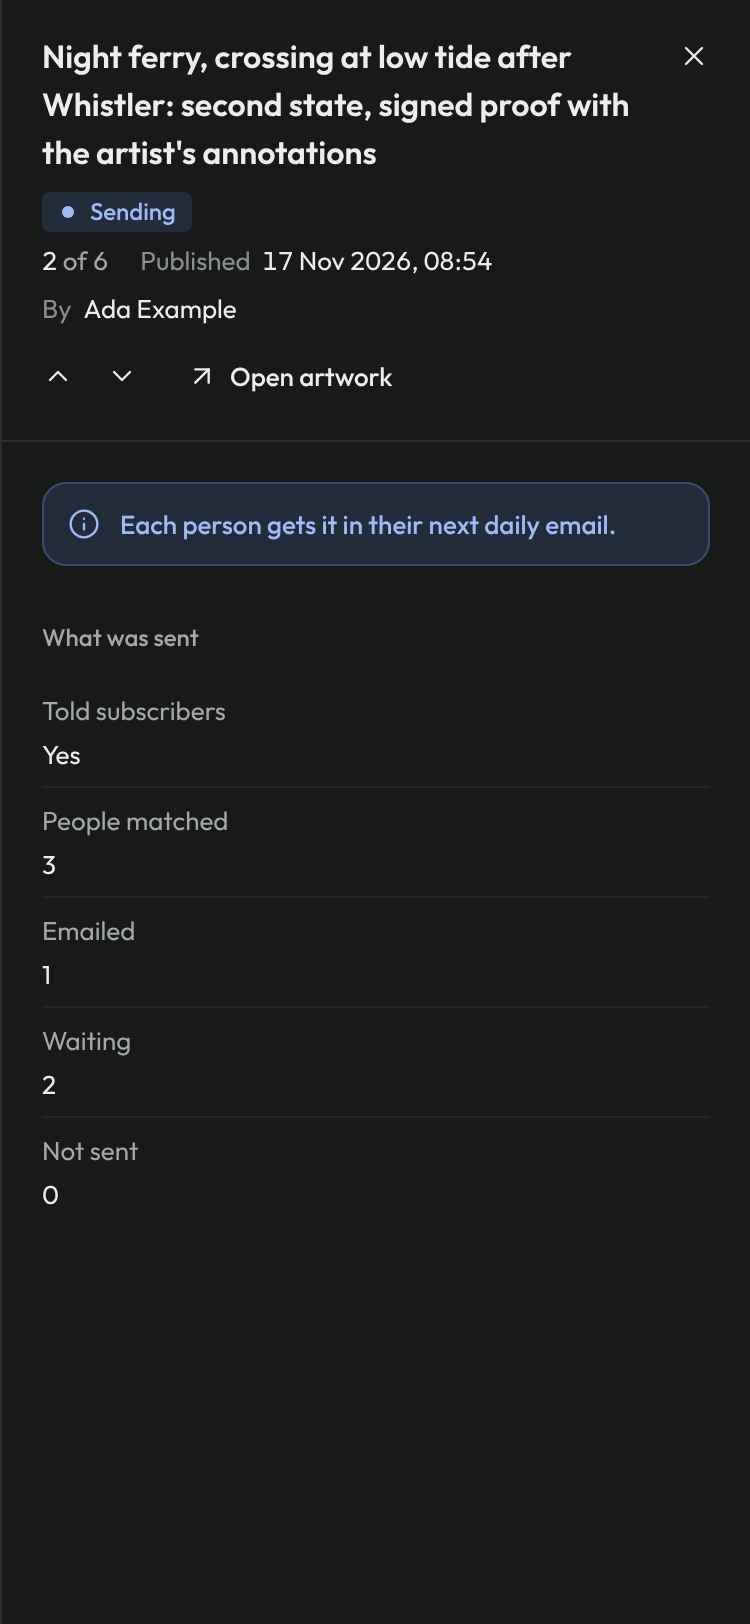 Night ferry, crossing at low tide after
Whistler: second state, signed proof with
the artist's annotations
Sending
2 of 6 Published 17 Nov 2026, 08:54
By Ada Example
Open artwork
Each person gets it in their next daily email.
What was sent
Told subscribers
Yes
People matched
3
Emailed
1
Waiting
2
Not sent
0